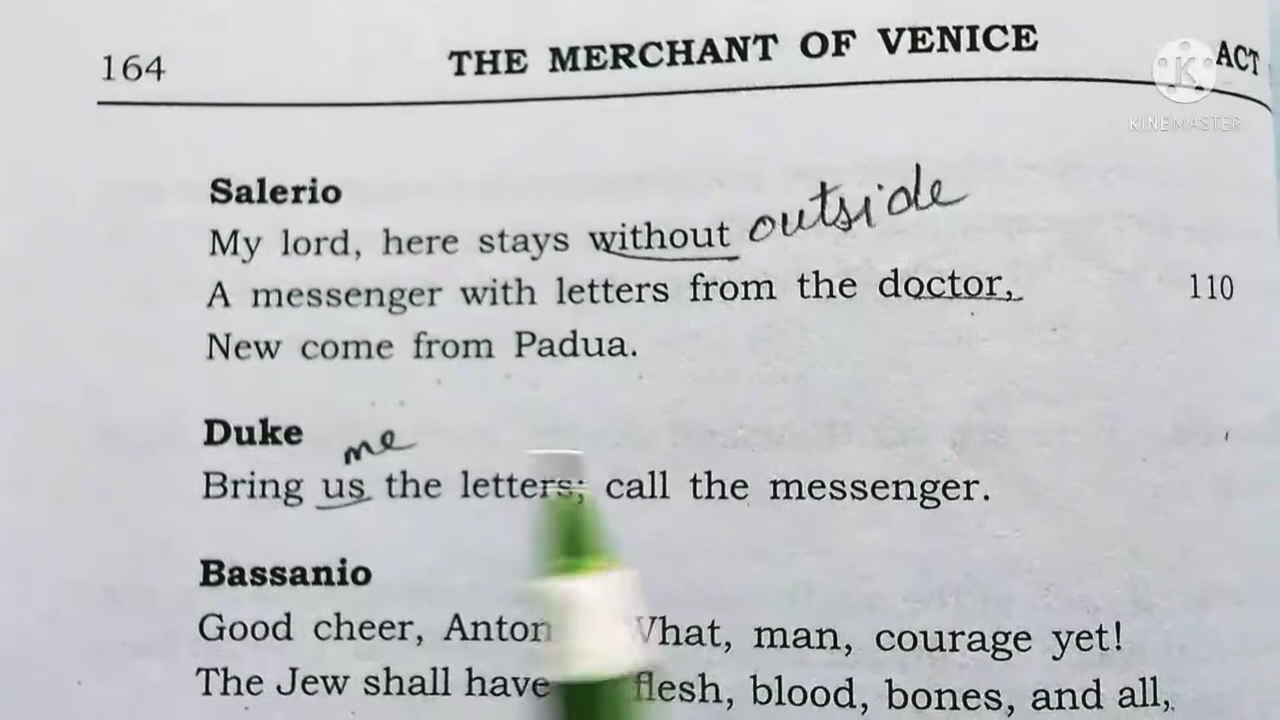 164 THE MERCHANT OF VENICE ACT
KINEMASTER
Salerio
My lord, here stays without outside
A messenger with letters from the doctor, 110
New come from Padua.
Duke
me
Bring us the letters; call the messenger.
Bassanio
Good cheer, Anton What, man, courage yet!
The Jew shall have flesh, blood, bones, and all,